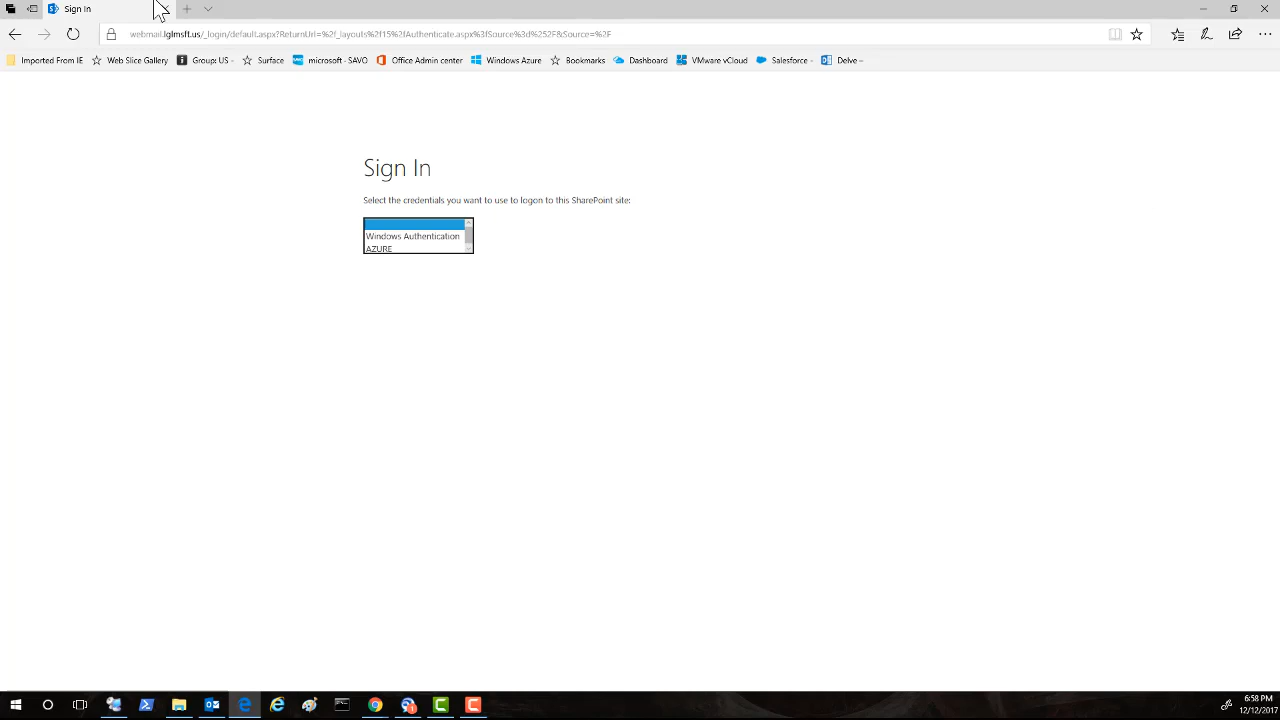 Sign In
webmail.lglmsft.us/_login/default.aspx?ReturnUrl=%2f_layouts%2f15%2fAuthenticate.aspx%3fSource%3d%252F&Source=%2F
Imported From IE Web Slice Gallery Groups US - Surface microsoft - SAVO Office Admin center Windows Azure Bookmarks Dashboard VMware vCloud Salesforce - Delve –
Sign In
Select the credentials you want to use to logon to this SharePoint site:
Windows Authentication
AZURE
6:58 PM
12/12/2017